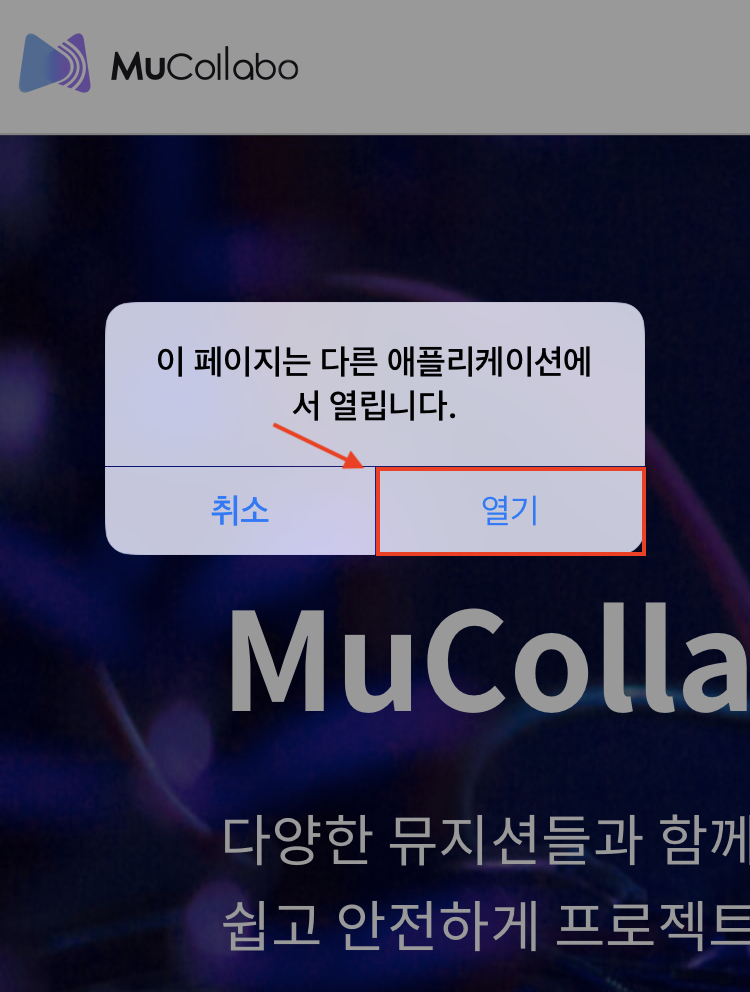 MuCollabo
이 페이지는 다른 애플리케이션에
서 열립니다.
취소 열기
MuColla
다양한 뮤지션들과 함께
쉽고 안전하게 프로젝트